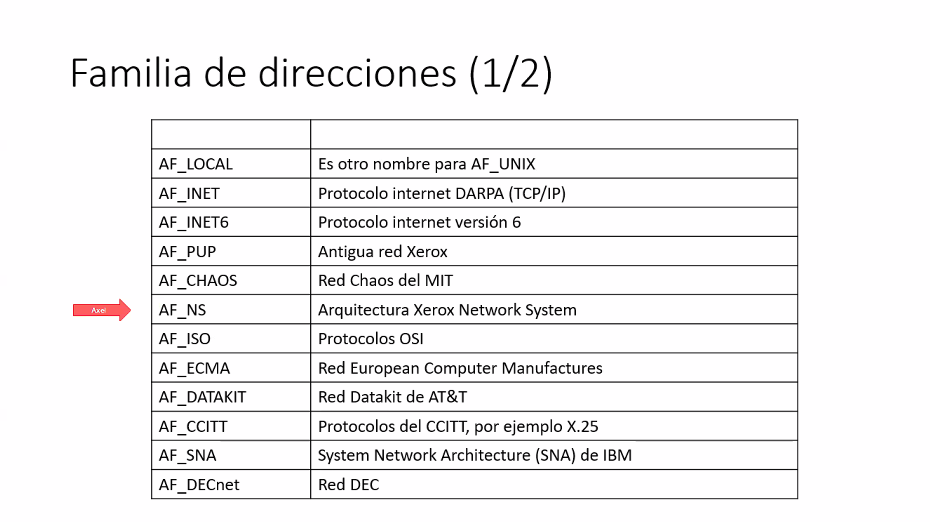 Familia de direcciones (1/2)
AF_LOCAL Es otro nombre para AF_UNIX
AF_INET Protocolo internet DARPA (TCP/IP)
AF_INET6 Protocolo internet versión 6
AF_PUP Antigua red Xerox
AF_CHAOS Red Chaos del MIT
Axel
AF_NS Arquitectura Xerox Network System
AF_ISO Protocolos OSI
AF_ECMA Red European Computer Manufactures
AF_DATAKIT Red Datakit de AT&T
AF_CCITT Protocolos del CCITT, por ejemplo X.25
AF_SNA System Network Architecture (SNA) de IBM
AF_DECnet Red DEC